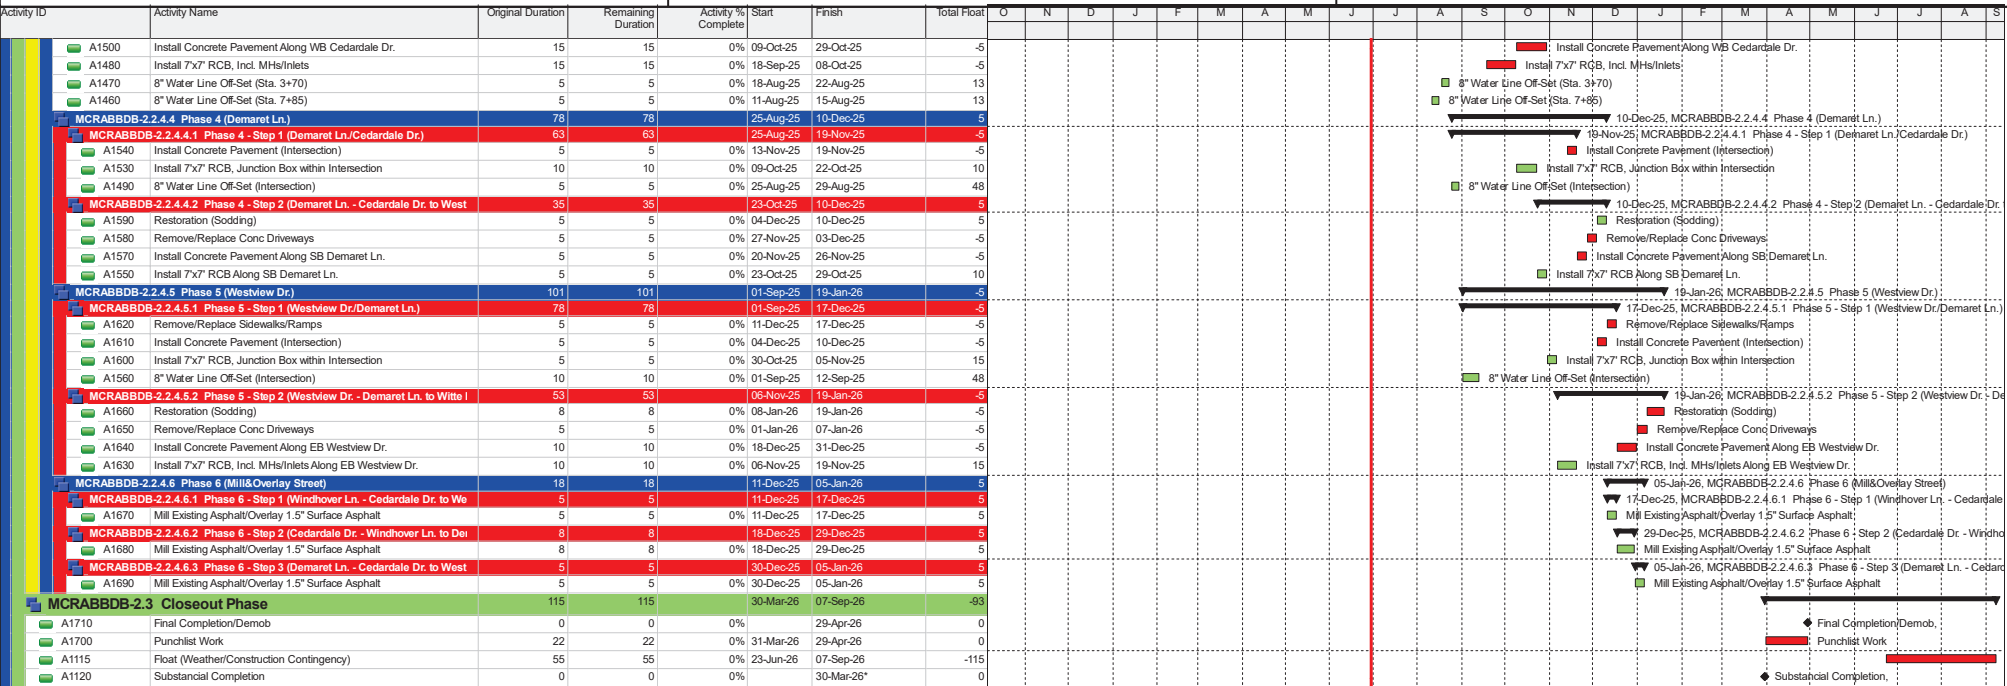 Activity ID Activity Name Original Duration Remaining Duration Activity % Complete Start Finish Total Float O N D J F M A M J J A S O N D J F M A M J J A S
A1500 Install Concrete Pavement Along WB Cedardale Dr. 15 15 0% 09-Oct-25 29-Oct-25 -5 Install Concrete Pavement Along WB Cedardale Dr.
A1480 Install 7'x7' RCB, Incl. MHs/Inlets 15 15 0% 18-Sep-25 08-Oct-25 -5 Install 7'x7' RCB, Incl. MHs/Inlets
A1470 8" Water Line Off-Set (Sta. 3+70) 5 5 0% 18-Aug-25 22-Aug-25 13 8" Water Line Off-Set (Sta. 3+70)
A1460 8" Water Line Off-Set (Sta. 7+85) 5 5 0% 11-Aug-25 15-Aug-25 13 8" Water Line Off-Set (Sta. 7+85)
MCRABBDB-2.2.4.4 Phase 4 (Demaret Ln.) 78 78 25-Aug-25 10-Dec-25 5 10-Dec-25, MCRABBDB-2.2.4.4 Phase 4 (Demaret Ln.)
MCRABBDB-2.2.4.4.1 Phase 4 - Step 1 (Demaret Ln./Cedardale Dr.) 63 63 25-Aug-25 19-Nov-25 -5 19-Nov-25, MCRABBDB-2.2.4.4.1 Phase 4 - Step 1 (Demaret Ln./Cedardale Dr.)
A1540 Install Concrete Pavement (Intersection) 5 5 0% 13-Nov-25 19-Nov-25 -5 Install Concrete Pavement (Intersection)
A1530 Install 7'x7' RCB, Junction Box within Intersection 10 10 0% 09-Oct-25 22-Oct-25 10 Install 7'x7' RCB, Junction Box within Intersection
A1490 8" Water Line Off-Set (Intersection) 5 5 0% 25-Aug-25 29-Aug-25 48 8" Water Line Off-Set (Intersection)
MCRABBDB-2.2.4.4.2 Phase 4 - Step 2 (Demaret Ln. - Cedardale Dr. to West 35 35 23-Oct-25 10-Dec-25 5 10-Dec-25, MCRABBDB-2.2.4.4.2 Phase 4 - Step 2 (Demaret Ln. - Cedardale Dr.
A1590 Restoration (Sodding) 5 5 0% 04-Dec-25 10-Dec-25 5 Restoration (Sodding)
A1580 Remove/Replace Conc Driveways 5 5 0% 27-Nov-25 03-Dec-25 -5 Remove/Replace Conc Driveways
A1570 Install Concrete Pavement Along SB Demaret Ln. 5 5 0% 20-Nov-25 26-Nov-25 -5 Install Concrete Pavement Along SB Demaret Ln.
A1550 Install 7'x7' RCB Along SB Demaret Ln. 5 5 0% 23-Oct-25 29-Oct-25 10 Install 7'x7' RCB Along SB Demaret Ln.
MCRABBDB-2.2.4.5 Phase 5 (Westview Dr.) 101 101 01-Sep-25 19-Jan-26 -5 19-Jan-26, MCRABBDB-2.2.4.5 Phase 5 (Westview Dr.)
MCRABBDB-2.2.4.5.1 Phase 5 - Step 1 (Westview Dr./Demaret Ln.) 78 78 01-Sep-25 17-Dec-25 -5 17-Dec-25, MCRABBDB-2.2.4.5.1 Phase 5 - Step 1 (Westview Dr./Demaret Ln.)
A1620 Remove/Replace Sidewalks/Ramps 5 5 0% 11-Dec-25 17-Dec-25 -5 Remove/Replace Sidewalks/Ramps
A1610 Install Concrete Pavement (Intersection) 5 5 0% 04-Dec-25 10-Dec-25 -5 Install Concrete Pavement (Intersection)
A1600 Install 7'x7' RCB, Junction Box within Intersection 5 5 0% 30-Oct-25 05-Nov-25 15 Install 7'x7' RCB, Junction Box within Intersection
A1560 8" Water Line Off-Set (Intersection) 10 10 0% 01-Sep-25 12-Sep-25 48 8" Water Line Off-Set (Intersection)
MCRABBDB-2.2.4.5.2 Phase 5 - Step 2 (Westview Dr. - Demaret Ln. to Witte 53 53 06-Nov-25 19-Jan-26 -5 19-Jan-26, MCRABBDB-2.2.4.5.2 Phase 5 - Step 2 (Westview Dr. - De
A1660 Restoration (Sodding) 8 8 0% 08-Jan-26 19-Jan-26 -5 Restoration (Sodding)
A1650 Remove/Replace Conc Driveways 5 5 0% 01-Jan-26 07-Jan-26 -5 Remove/Replace Conc Driveways
A1640 Install Concrete Pavement Along EB Westview Dr. 10 10 0% 18-Dec-25 31-Dec-25 -5 Install Concrete Pavement Along EB Westview Dr.
A1630 Install 7'x7' RCB, Incl. MHs/Inlets Along EB Westview Dr. 10 10 0% 06-Nov-25 19-Nov-25 15 Install 7'x7' RCB, Incl. MHs/Inlets Along EB Westview Dr.
MCRABBDB-2.2.4.6 Phase 6 (Mill&Overlay Street) 18 18 11-Dec-25 05-Jan-26 5 05-Jan-26, MCRABBDB-2.2.4.6 Phase 6 (Mill&Overlay Street)
MCRABBDB-2.2.4.6.1 Phase 6 - Step 1 (Windhover Ln. - Cedardale Dr. to We 5 5 11-Dec-25 17-Dec-25 5 17-Dec-25, MCRABBDB-2.2.4.6.1 Phase 6 - Step 1 (Windhover Ln. - Cedardale
A1670 Mill Existing Asphalt/Overlay 1.5" Surface Asphalt 5 5 0% 11-Dec-25 17-Dec-25 5 Mill Existing Asphalt/Overlay 1.5" Surface Asphalt
MCRABBDB-2.2.4.6.2 Phase 6 - Step 2 (Cedardale Dr. - Windhover Ln. to Der 8 8 18-Dec-25 29-Dec-25 5 29-Dec-25, MCRABBDB-2.2.4.6.2 Phase 6 - Step 2 (Cedardale Dr. - Windho
A1680 Mill Existing Asphalt/Overlay 1.5" Surface Asphalt 8 8 0% 18-Dec-25 29-Dec-25 5 Mill Existing Asphalt/Overlay 1.5" Surface Asphalt
MCRABBDB-2.2.4.6.3 Phase 6 - Step 3 (Demaret Ln. - Cedardale Dr. to West 5 5 30-Dec-25 05-Jan-26 5 05-Jan-26, MCRABBDB-2.2.4.6.3 Phase 6 - Step 3 (Demaret Ln. - Cedard
A1690 Mill Existing Asphalt/Overlay 1.5" Surface Asphalt 5 5 0% 30-Dec-25 05-Jan-26 5 Mill Existing Asphalt/Overlay 1.5" Surface Asphalt
MCRABBDB-2.3 Closeout Phase 115 115 30-Mar-26 07-Sep-26 -93
A1710 Final Completion/Demob 0 0 0% 29-Apr-26 0 Final Completion/Demob,
A1700 Punchlist Work 22 22 0% 31-Mar-26 29-Apr-26 0 Punchlist Work
A1115 Float (Weather/Construction Contingency) 55 55 0% 23-Jun-26 07-Sep-26 -115
A1120 Substancial Completion 0 0 0% 30-Mar-26* 0 Substancial Completion,